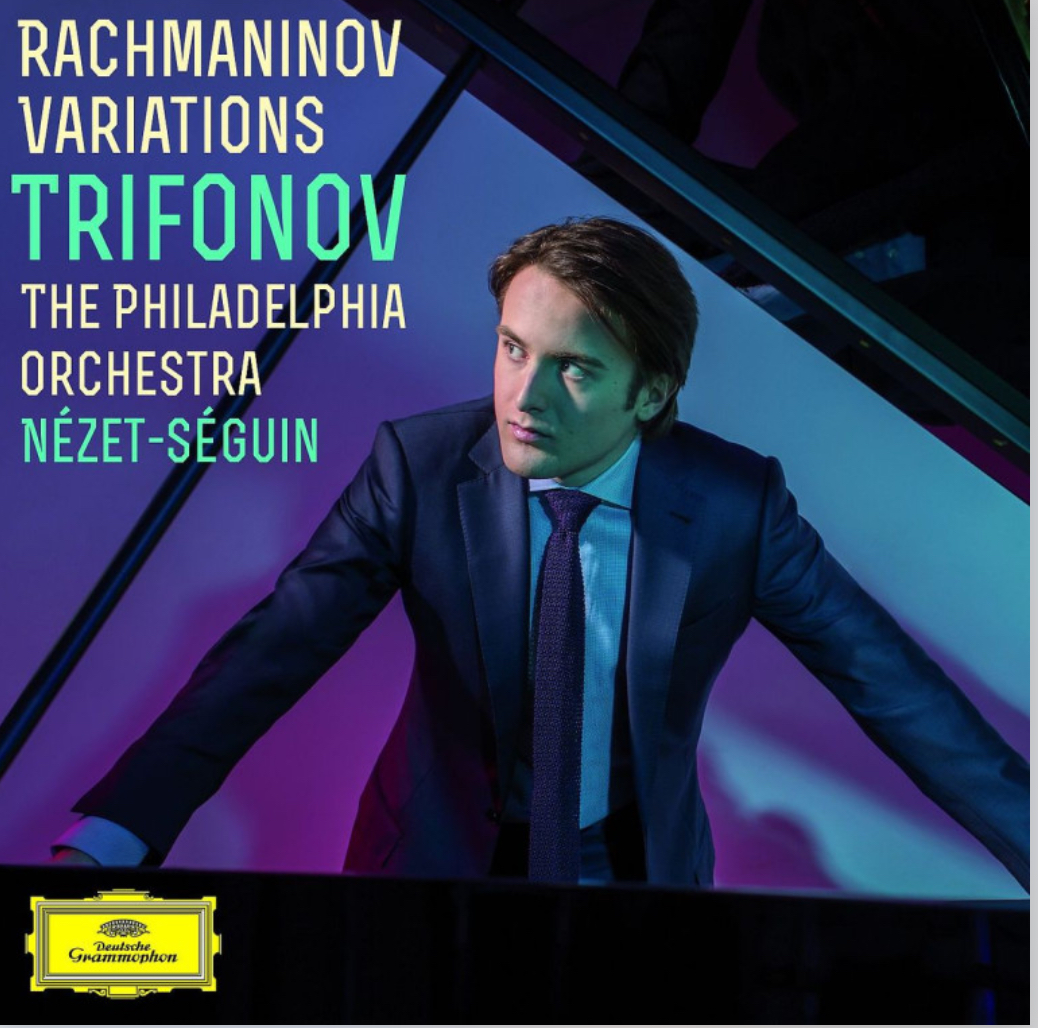 RACHMANINOV
VARIATIONS
TRIFONOV
THE PHILADELPHIA
ORCHESTRA
NÉZET-SÉGUIN
Deutsche
Grammophon